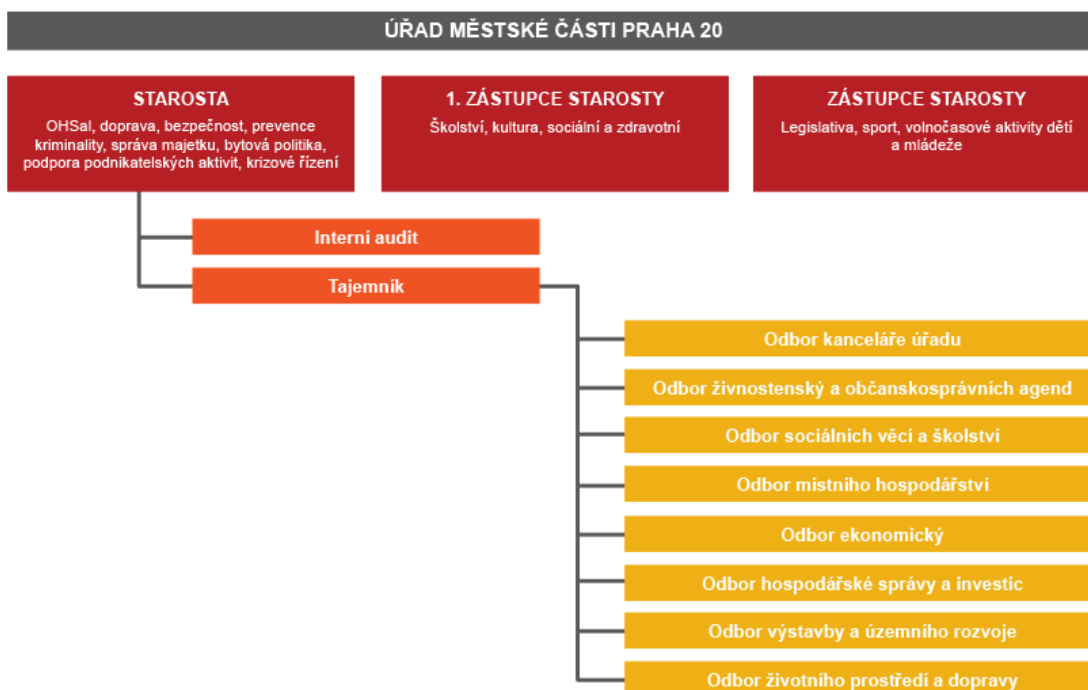 ÚŘAD MĚSTSKÉ ČÁSTI PRAHA 20
STAROSTA
OHSaI, doprava, bezpečnost, prevence
kriminality, správa majetku, bytová politika,
podpora podnikatelských aktivit, krizové řízení
1. ZÁSTUPCE STAROSTY
Školství, kultura, sociální a zdravotní
ZÁSTUPCE STAROSTY
Legislativa, sport, volnočasové aktivity dětí
a mládeže
Interní audit
Tajemník
Odbor kanceláře úřadu
Odbor živnostenský a občanskosprávních agend
Odbor sociálních věcí a školství
Odbor místního hospodářství
Odbor ekonomický
Odbor hospodářské správy a investic
Odbor výstavby a územního rozvoje
Odbor životního prostředí a dopravy